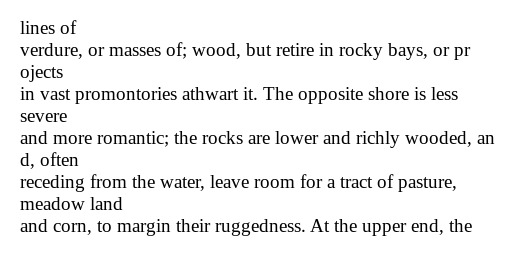 lines of
verdure, or masses of; wood, but retire in rocky bays, or pr
ojects
in vast promontories athwart it. The opposite shore is less
severe
and more romantic; the rocks are lower and richly wooded, an
d, often
receding from the water, leave room for a tract of pasture,
meadow land
and corn, to margin their ruggedness. At the upper end, the